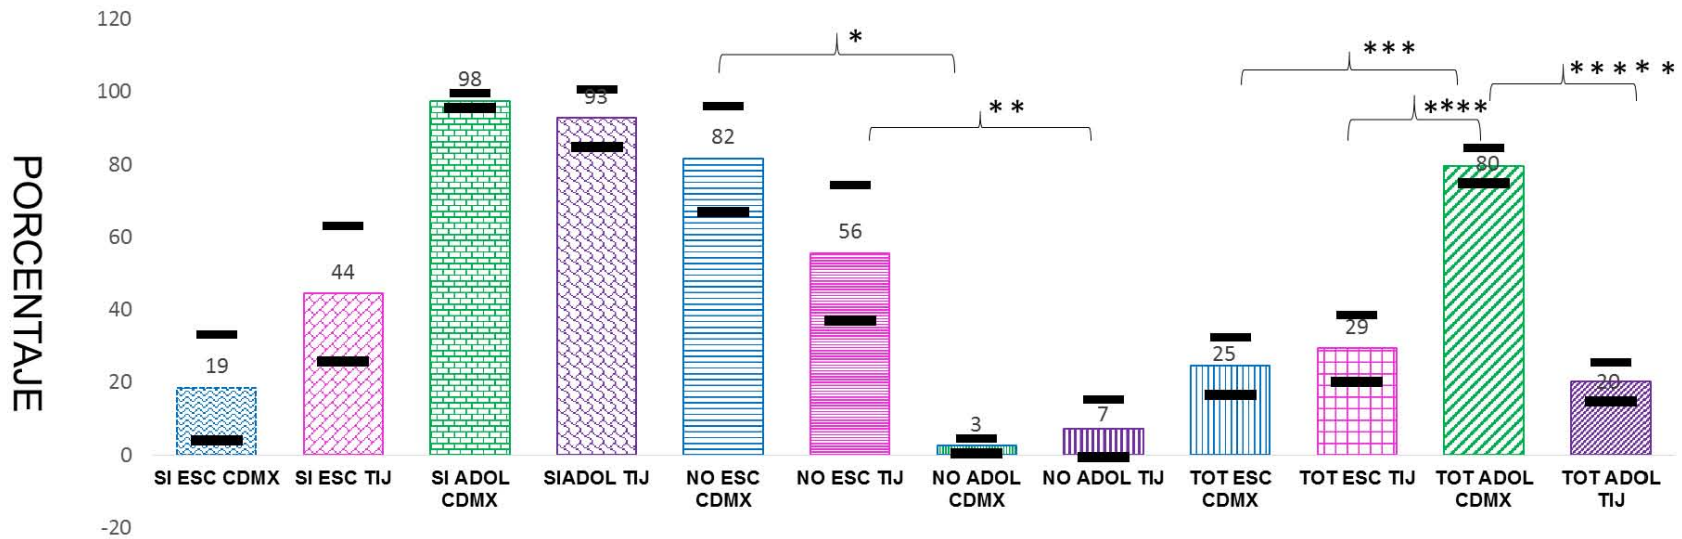 120
100
80
60
40
20
0
-20
PORCENTAJE
*
**
***
****
*****
19
44
98
93
82
56
3
7
25
29
80
20
SI ESC CDMX
SI ESC TIJ
SI ADOL
CDMX
SIADOL TIJ
NO ESC
CDMX
NO ESC TIJ
NO ADOL
CDMX
NO ADOL TIJ
TOT ESC
CDMX
TOT ESC TIJ
TOT ADOL
CDMX
TOT ADOL
TIJ